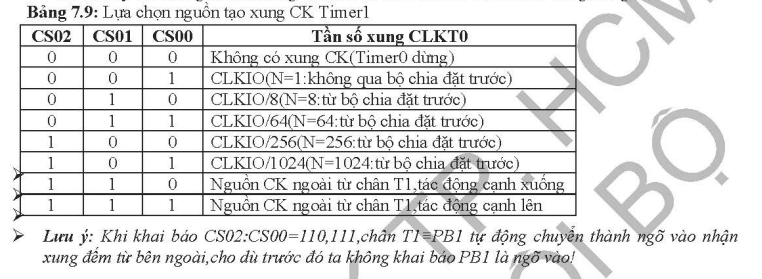 Bảng 7.9: Lựa chọn nguồn tạo xung CK Timer1
CS02 CS01 CS00 Tần số xung CLKT0
0 0 0 Không có xung CK(Timer0 dừng)
0 0 1 CLKIO(N=1:không qua bộ chia đặt trước)
0 1 0 CLKIO/8(N=8:từ bộ chia đặt trước)
0 1 1 CLKIO/64(N=64:từ bộ chia đặt trước)
1 0 0 CLKIO/256(N=256:từ bộ chia đặt trước)
1 0 1 CLKIO/1024(N=1024:từ bộ chia đặt trước)
1 1 0 Nguồn CK ngoài từ chân T1,tác động cạnh xuống
1 1 1 Nguồn CK ngoài từ chân T1,tác động cạnh lên
➢ Lưu ý: Khi khai báo CS02:CS00=110,111,chân T1=PB1 tự động chuyển thành ngõ vào nhận
xung đếm từ bên ngoài,cho dù trước đó ta không khai báo PB1 là ngõ vào!
TP. HCM
BỘ